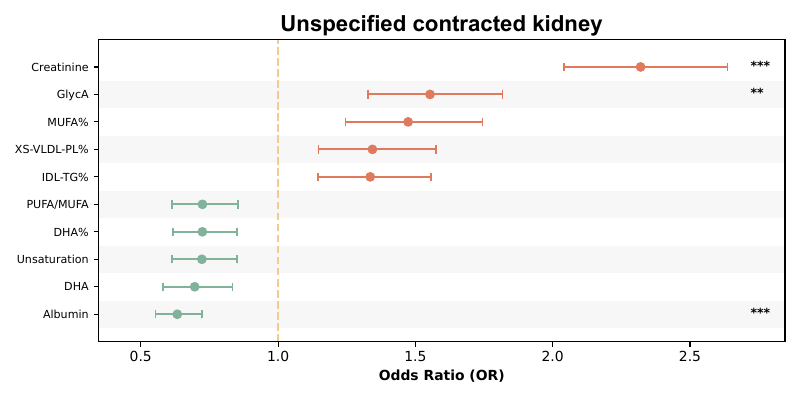 Unspecified contracted kidney
Creatinine ***
GlycA **
MUFA%
XS-VLDL-PL%
IDL-TG%
PUFA/MUFA
DHA%
Unsaturation
DHA
Albumin ***
0.5 1.0 1.5 2.0 2.5
Odds Ratio (OR)